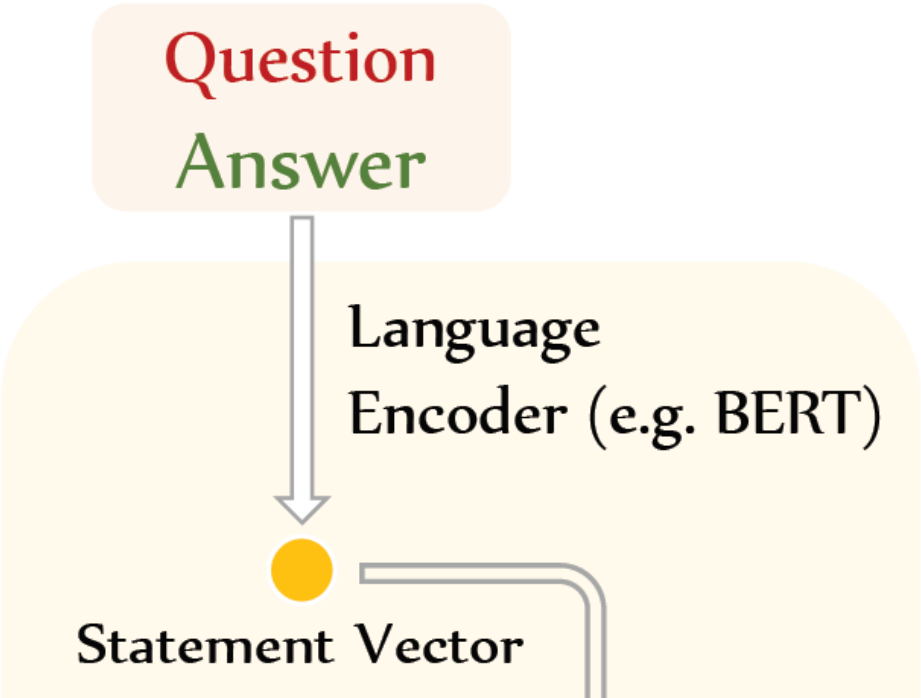 Question
Answer
Language
Encoder (e.g. BERT)
Statement Vector